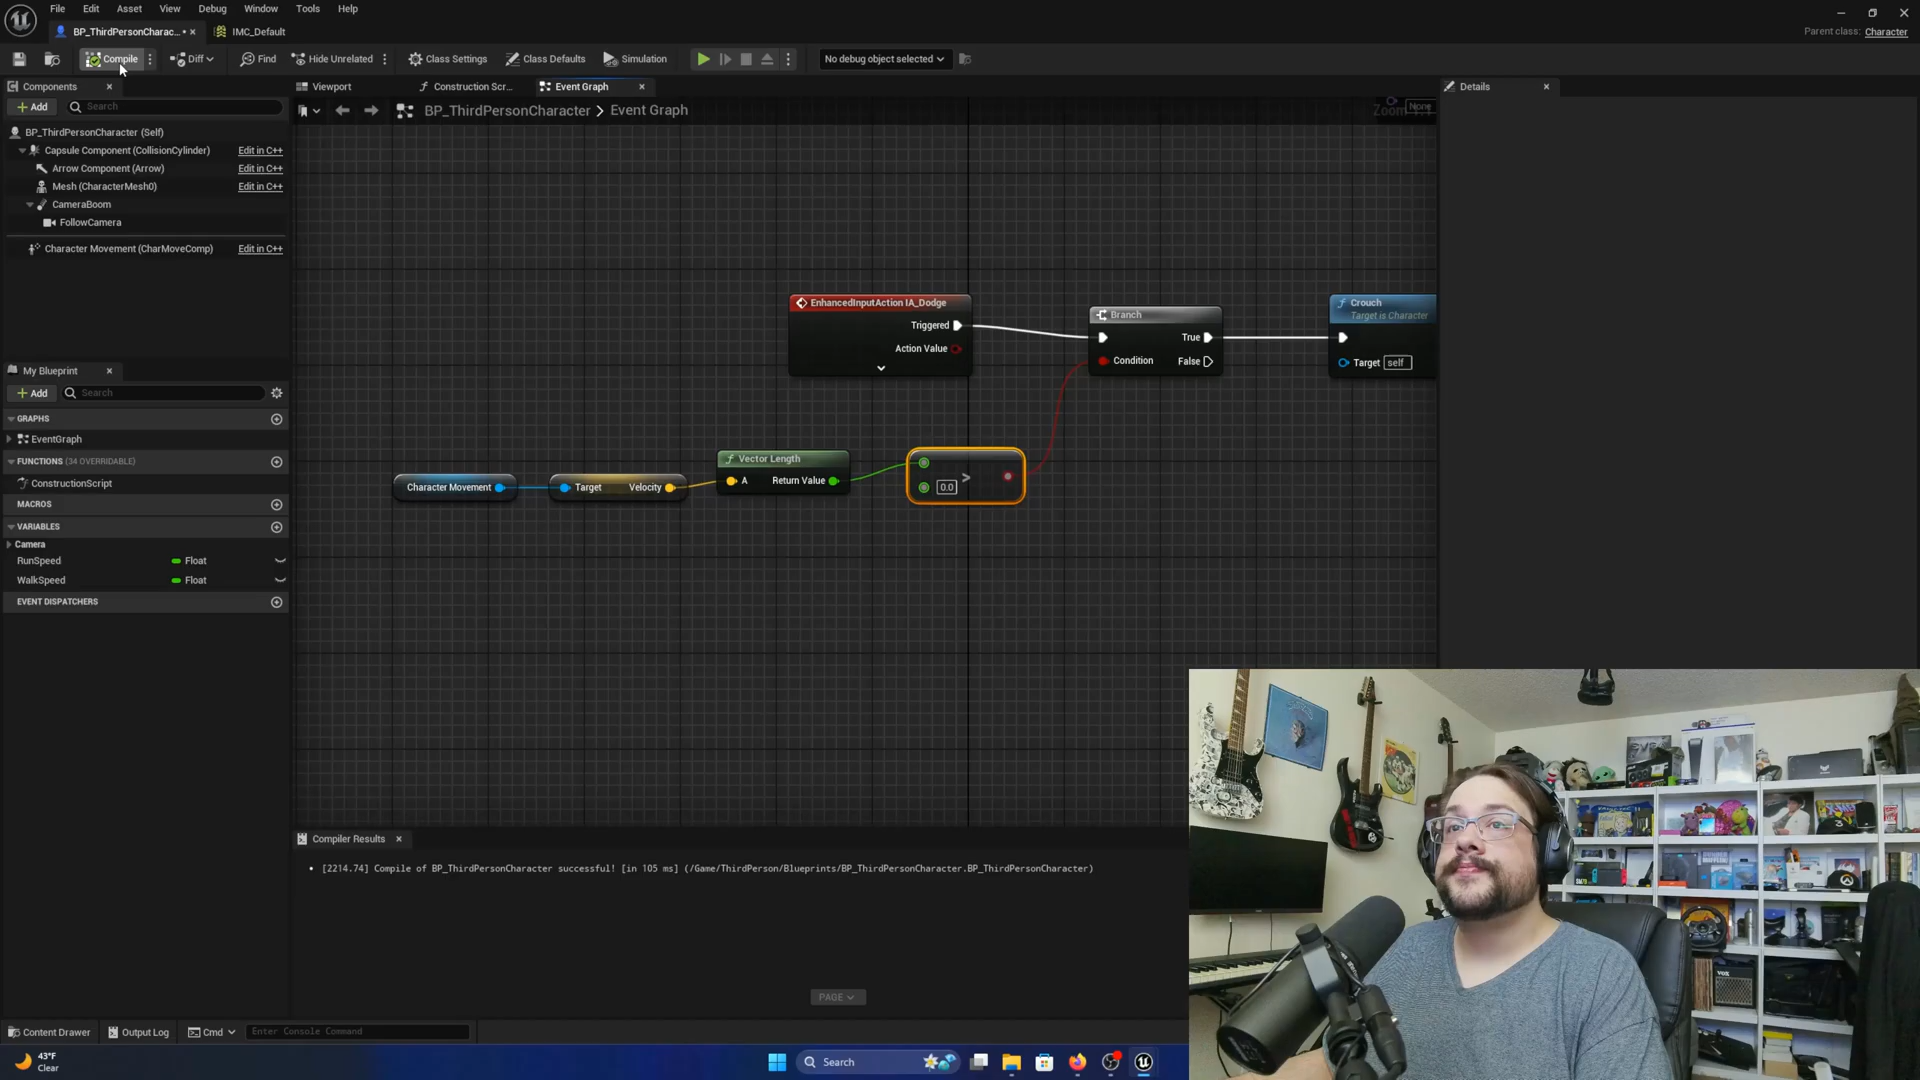 File Edit Asset View Debug Window Tools Help
BP_ThirdPersonCharac... • IMC_Default
Parent class: Character
Compile Diff Find Hide Unrelated Class Settings Class Defaults Simulation No debug object selected
Components
Add Search
BP_ThirdPersonCharacter (Self)
Capsule Component (CollisionCylinder) Edit in C++
Arrow Component (Arrow) Edit in C++
Mesh (CharacterMesh0) Edit in C++
CameraBoom
FollowCamera
Character Movement (CharMoveComp) Edit in C++
My Blueprint
Add Search
GRAPHS
EventGraph
FUNCTIONS (34 OVERRIDABLE)
ConstructionScript
MACROS
VARIABLES
Camera
RunSpeed Float
WalkSpeed Float
EVENT DISPATCHERS
Viewport Construction Scr... Event Graph
BP_ThirdPersonCharacter > Event Graph
None
EnhancedInputAction IA_Dodge
Triggered
Action Value
Branch
True
Condition False
Crouch
Target is Character
Target self
Character Movement
Target Velocity
Vector Length
A Return Value
0.0 >
Details
Compiler Results
• [2214.74] Compile of BP_ThirdPersonCharacter successful! [in 105 ms] (/Game/ThirdPerson/Blueprints/BP_ThirdPersonCharacter.BP_ThirdPersonCharacter)
PAGE
Content Drawer Output Log Cmd Enter Console Command
43°F
Clear
Search
VOX